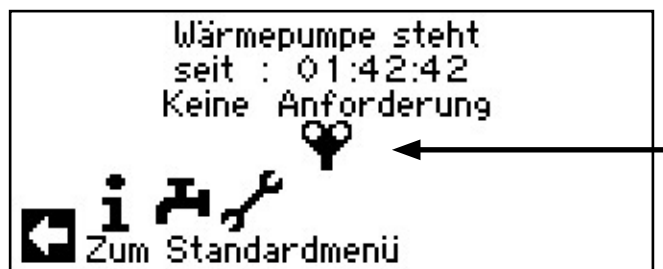 Wärmepumpe steht
seit : 01:42:42
Keine Anforderung
Zum Standardmenü